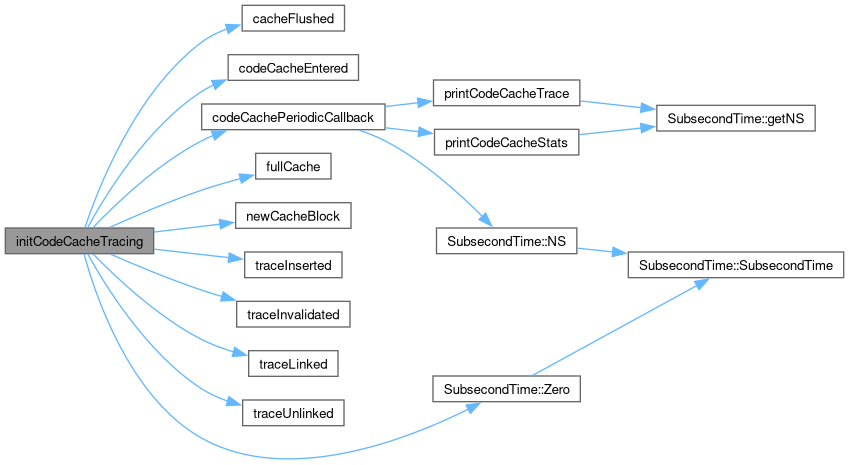 cacheFlushed
codeCacheEntered
codeCachePeriodicCallback
printCodeCacheTrace
SubsecondTime::getNS
printCodeCacheStats
fullCache
newCacheBlock
initCodeCacheTracing
SubsecondTime::NS
traceInserted
SubsecondTime::SubsecondTime
traceInvalidated
traceLinked
SubsecondTime::Zero
traceUnlinked